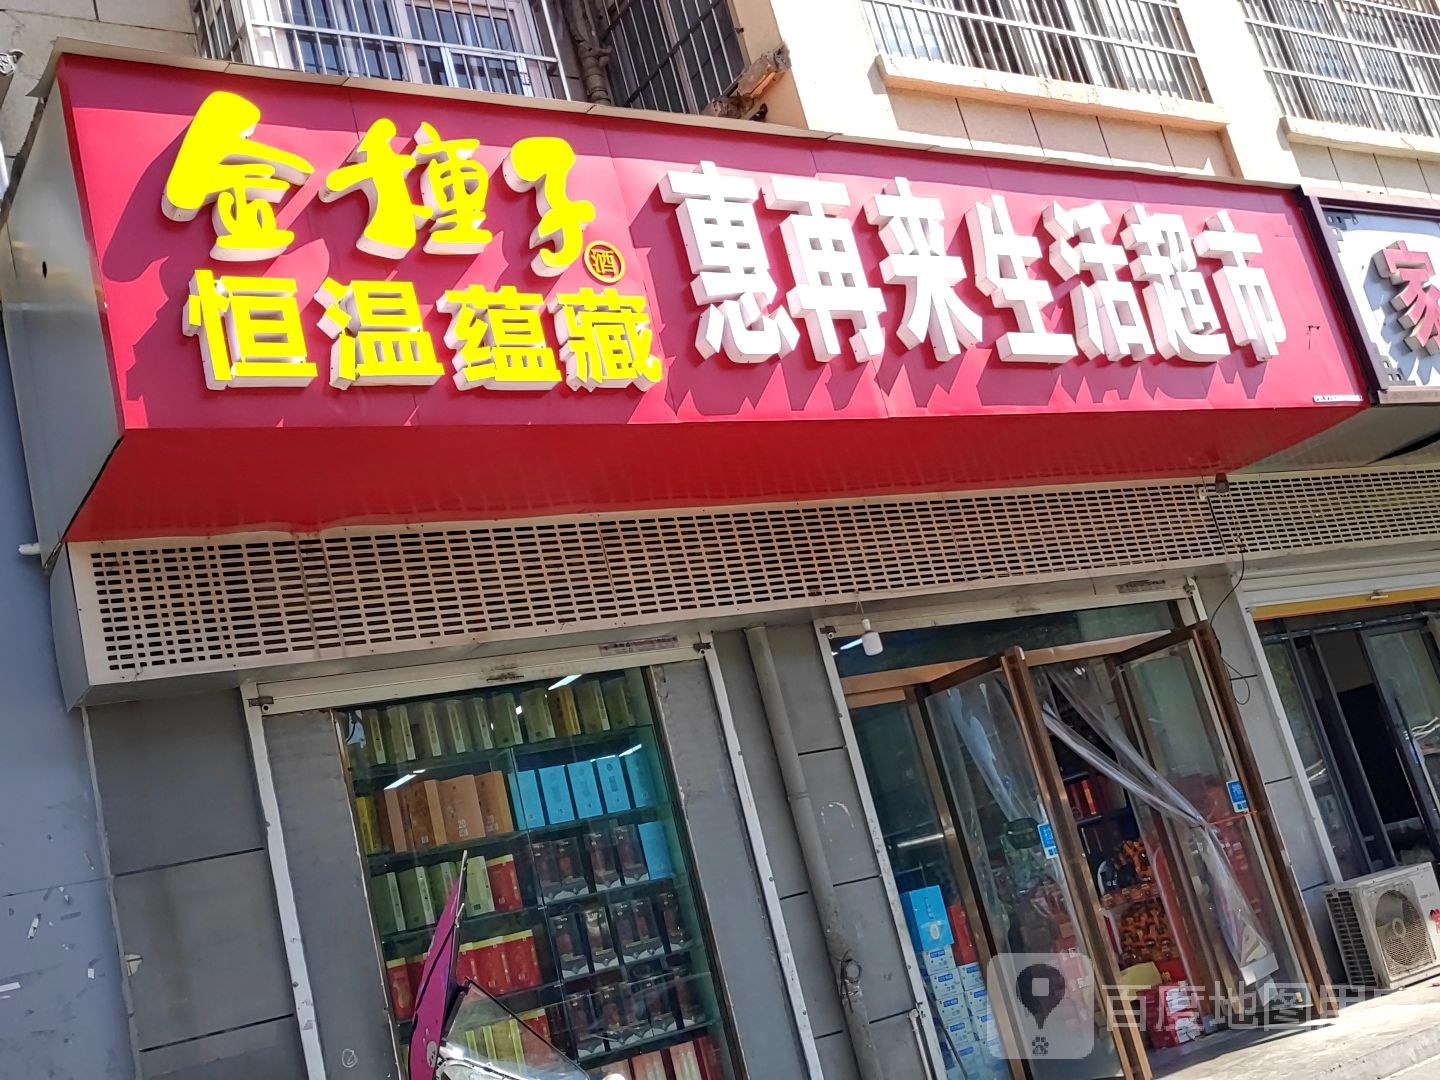 金種子
酒
恒温蕴藏
惠再来生活超市
家
百度地图